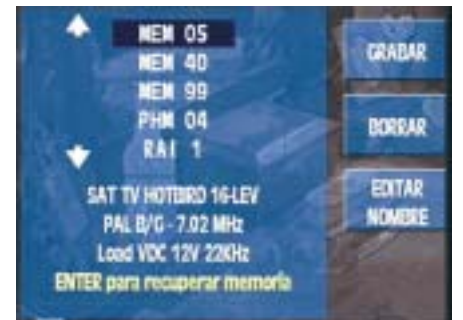 MEM 05
MEM 40
MEM 99
PHM 04
RAI 1
SAT TV HOTBIRD 16-LEV
PAL B/G - 7.02 MHz
Load VDC 12V 22KHz
ENTER para recuperar memoria
GRABAR
BORRAR
EDITAR
NOMBRE